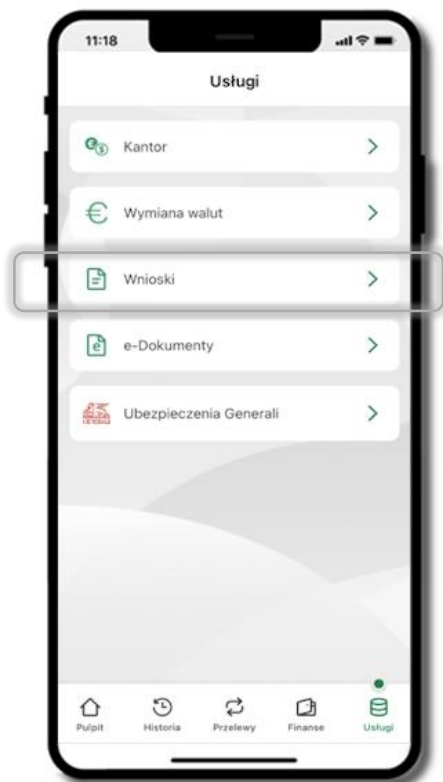 11:18
Usługi
Kantor
Wymiana walut
Wnioski
e-Dokumenty
Ubezpieczenia Generali
Pulpit Historia Przelewy Finanse Usługi